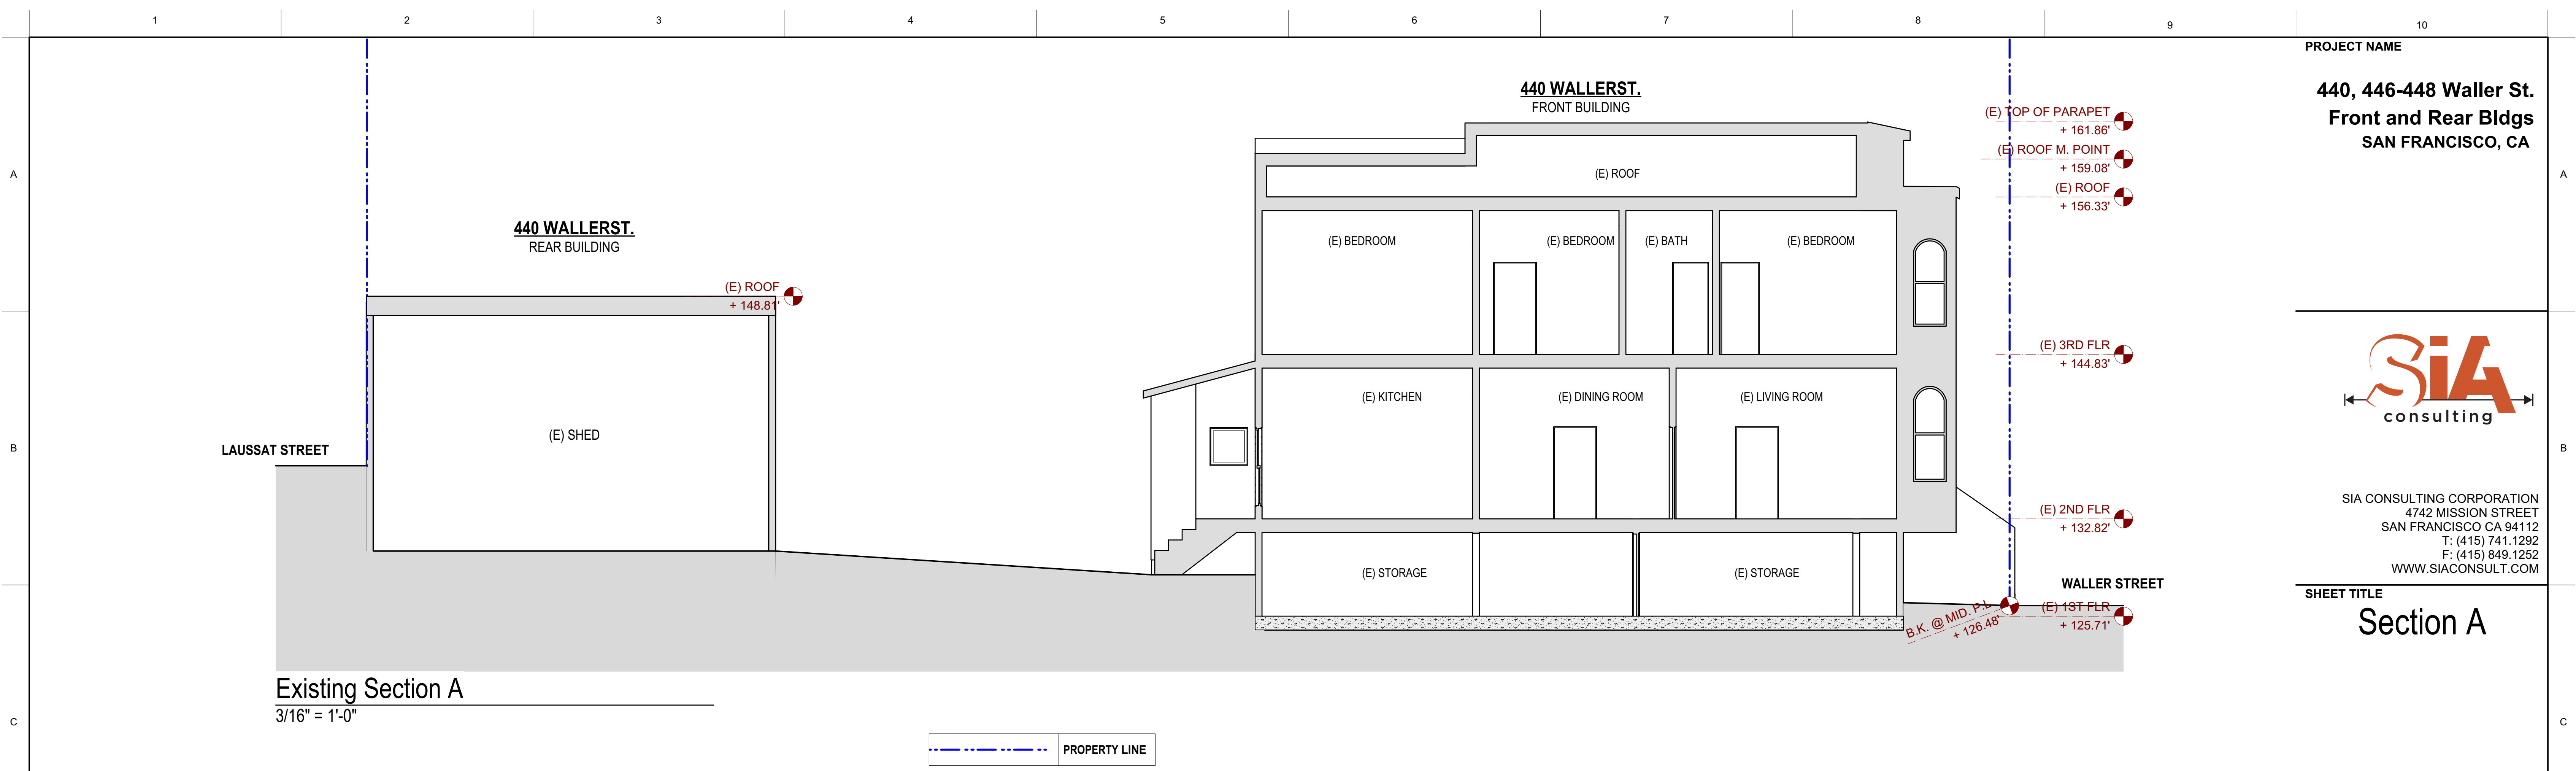 1 2 3 4 5 6 7 8 9 10
PROJECT NAME
440, 446-448 Waller St.
Front and Rear Bldgs
SAN FRANCISCO, CA
440 WALLERST.
FRONT BUILDING
(E) TOP OF PARAPET
+ 161.86'
(E) ROOF M. POINT
+ 159.08'
(E) ROOF
+ 156.33'
A
A
(E) ROOF
440 WALLERST.
REAR BUILDING
(E) BEDROOM
(E) BEDROOM
(E) BATH
(E) BEDROOM
(E) ROOF
+ 148.81'
(E) 3RD FLR
+ 144.83'
(E) KITCHEN
(E) DINING ROOM
(E) LIVING ROOM
(E) SHED
LAUSSAT STREET
B
B
SiA
consulting
SIA CONSULTING CORPORATION
4742 MISSION STREET
SAN FRANCISCO CA 94112
T: (415) 741.1292
F: (415) 849.1252
WWW.SIACONSULT.COM
(E) 2ND FLR
+ 132.82'
(E) STORAGE
(E) STORAGE
WALLER STREET
SHEET TITLE
Section A
B.K. @ MID. P.L
+ 126.48'
(E) 1ST FLR
+ 125.71'
Existing Section A
3/16" = 1'-0"
C
C
PROPERTY LINE